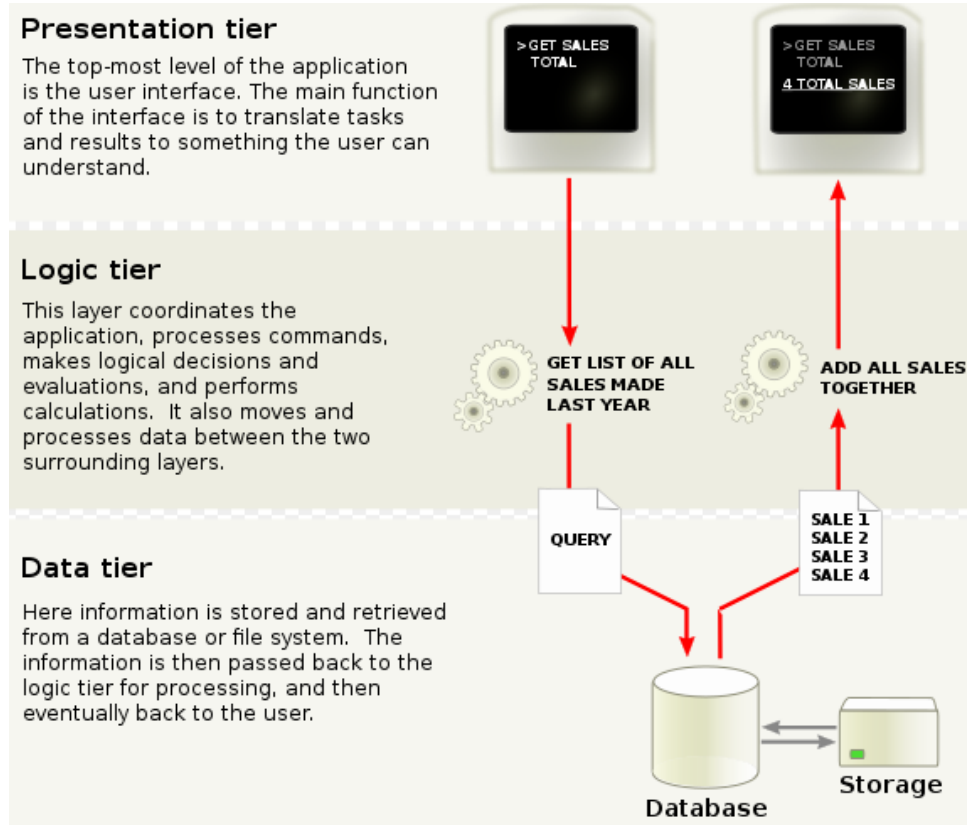 Presentation tier
The top-most level of the application
is the user interface. The main function
of the interface is to translate tasks
and results to something the user can
understand.
>GET SALES
TOTAL
>GET SALES
TOTAL
4 TOTAL SALES
Logic tier
This layer coordinates the
application, processes commands,
makes logical decisions and
evaluations, and performs
calculations.  It also moves and
processes data between the two
surrounding layers.
GET LIST OF ALL
SALES MADE
LAST YEAR
ADD ALL SALES
TOGETHER
QUERY
SALE 1
SALE 2
SALE 3
SALE 4
Data tier
Here information is stored and retrieved
from a database or file system.  The
information is then passed back to the
logic tier for processing, and then
eventually back to the user.
Database
Storage